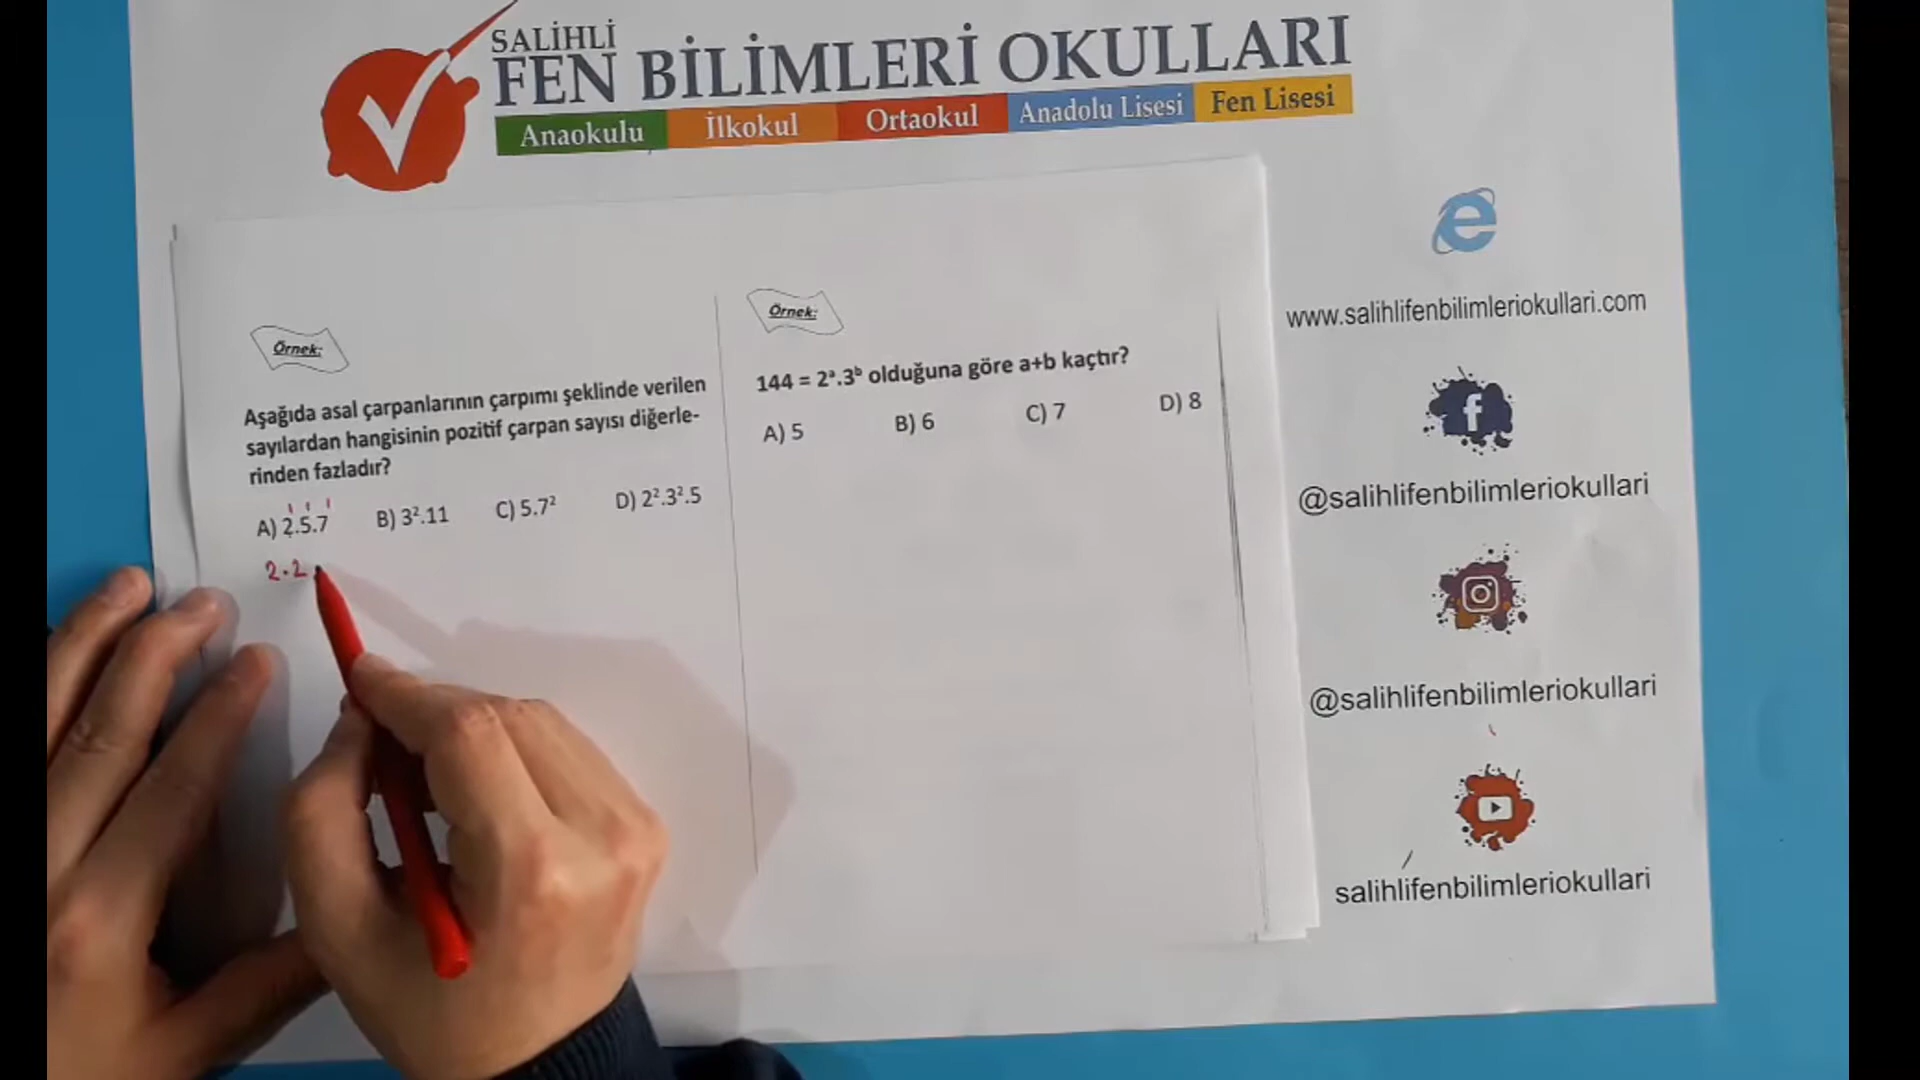 SALİHLİ
FEN BİLİMLERİ OKULLARI
Anaokulu İlkokul Ortaokul Anadolu Lisesi Fen Lisesi
Örnek:
Aşağıda asal çarpanlarının çarpımı şeklinde verilen
sayılardan hangisinin pozitif çarpan sayısı diğerle-
rinden fazladır?
A) 2.5.7 B) 3².11 C) 5.7² D) 2².3².5
1 1 1
2.2.
Örnek:
144 = 2ᵃ.3ᵇ olduğuna göre a+b kaçtır?
A) 5 B) 6 C) 7 D) 8
www.salihlifenbilimleriokullari.com
@salihlifenbilimleriokullari
@salihlifenbilimleriokullari
salihlifenbilimleriokullari